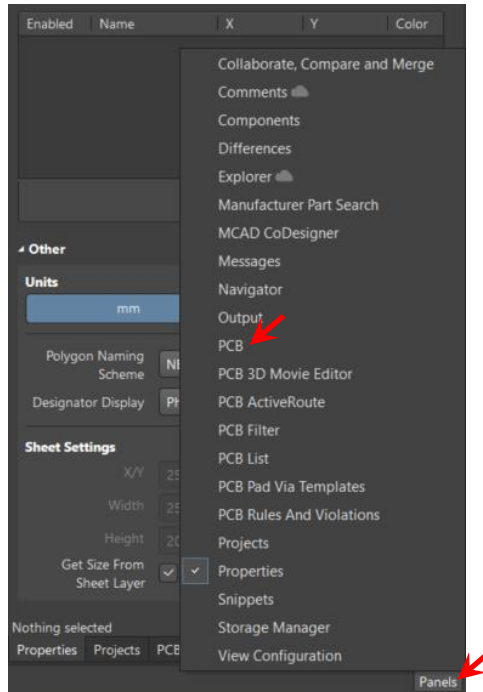 Enabled Name X Y Color
Collaborate, Compare and Merge
Comments
Components
Differences
Explorer
Manufacturer Part Search
MCAD CoDesigner
Messages
Navigator
Output
PCB
PCB 3D Movie Editor
PCB ActiveRoute
PCB Filter
PCB List
PCB Pad Via Templates
PCB Rules And Violations
Projects
Properties
Snippets
Storage Manager
View Configuration
Other
Units
mm
Polygon Naming
Scheme
Designator Display
Sheet Settings
X/Y
Width
Height
Get Size From
Sheet Layer
Nothing selected
Properties Projects PCB
Panels